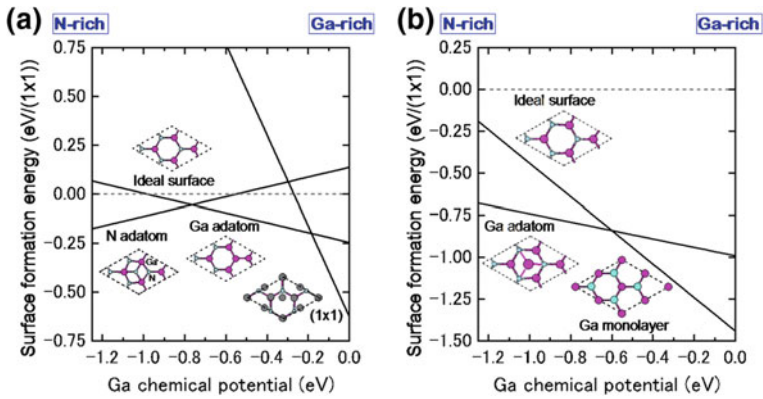 (a) N-rich Ga-rich
Surface formation energy (eV/(1x1))
0.75
0.50
0.25
0.00
−0.25
−0.50
−0.75
Ideal surface
N adatom
Ga adatom
Ga
N
(1x1)
−1.2 −1.0 −0.8 −0.6 −0.4 −0.2 0.0
Ga chemical potential (eV)
(b) N-rich Ga-rich
Surface formation energy (eV/(1x1))
0.25
0.00
−0.25
−0.50
−0.75
−1.00
−1.25
−1.50
Ideal surface
Ga adatom
Ga monolayer
−1.2 −1.0 −0.8 −0.6 −0.4 −0.2 0.0
Ga chemical potential (eV)